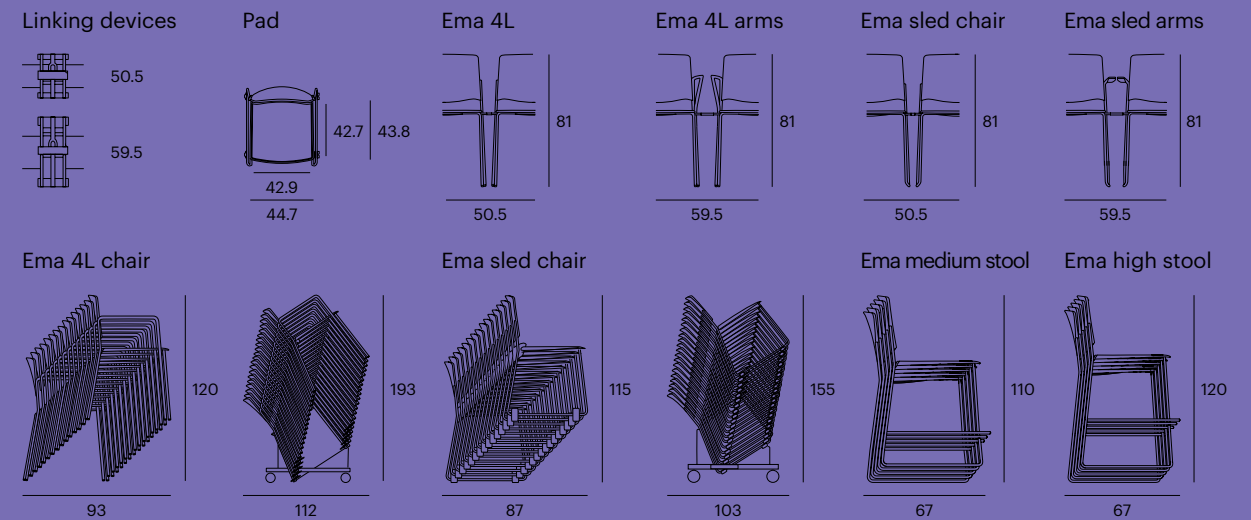 Linking devices
50.5
59.5
Pad
42.7
43.8
42.9
44.7
Ema 4L
81
50.5
Ema 4L arms
81
59.5
Ema sled chair
81
50.5
Ema sled arms
81
59.5
Ema 4L chair
120
93
193
112
Ema sled chair
115
87
155
103
Ema medium stool
110
67
Ema high stool
120
67